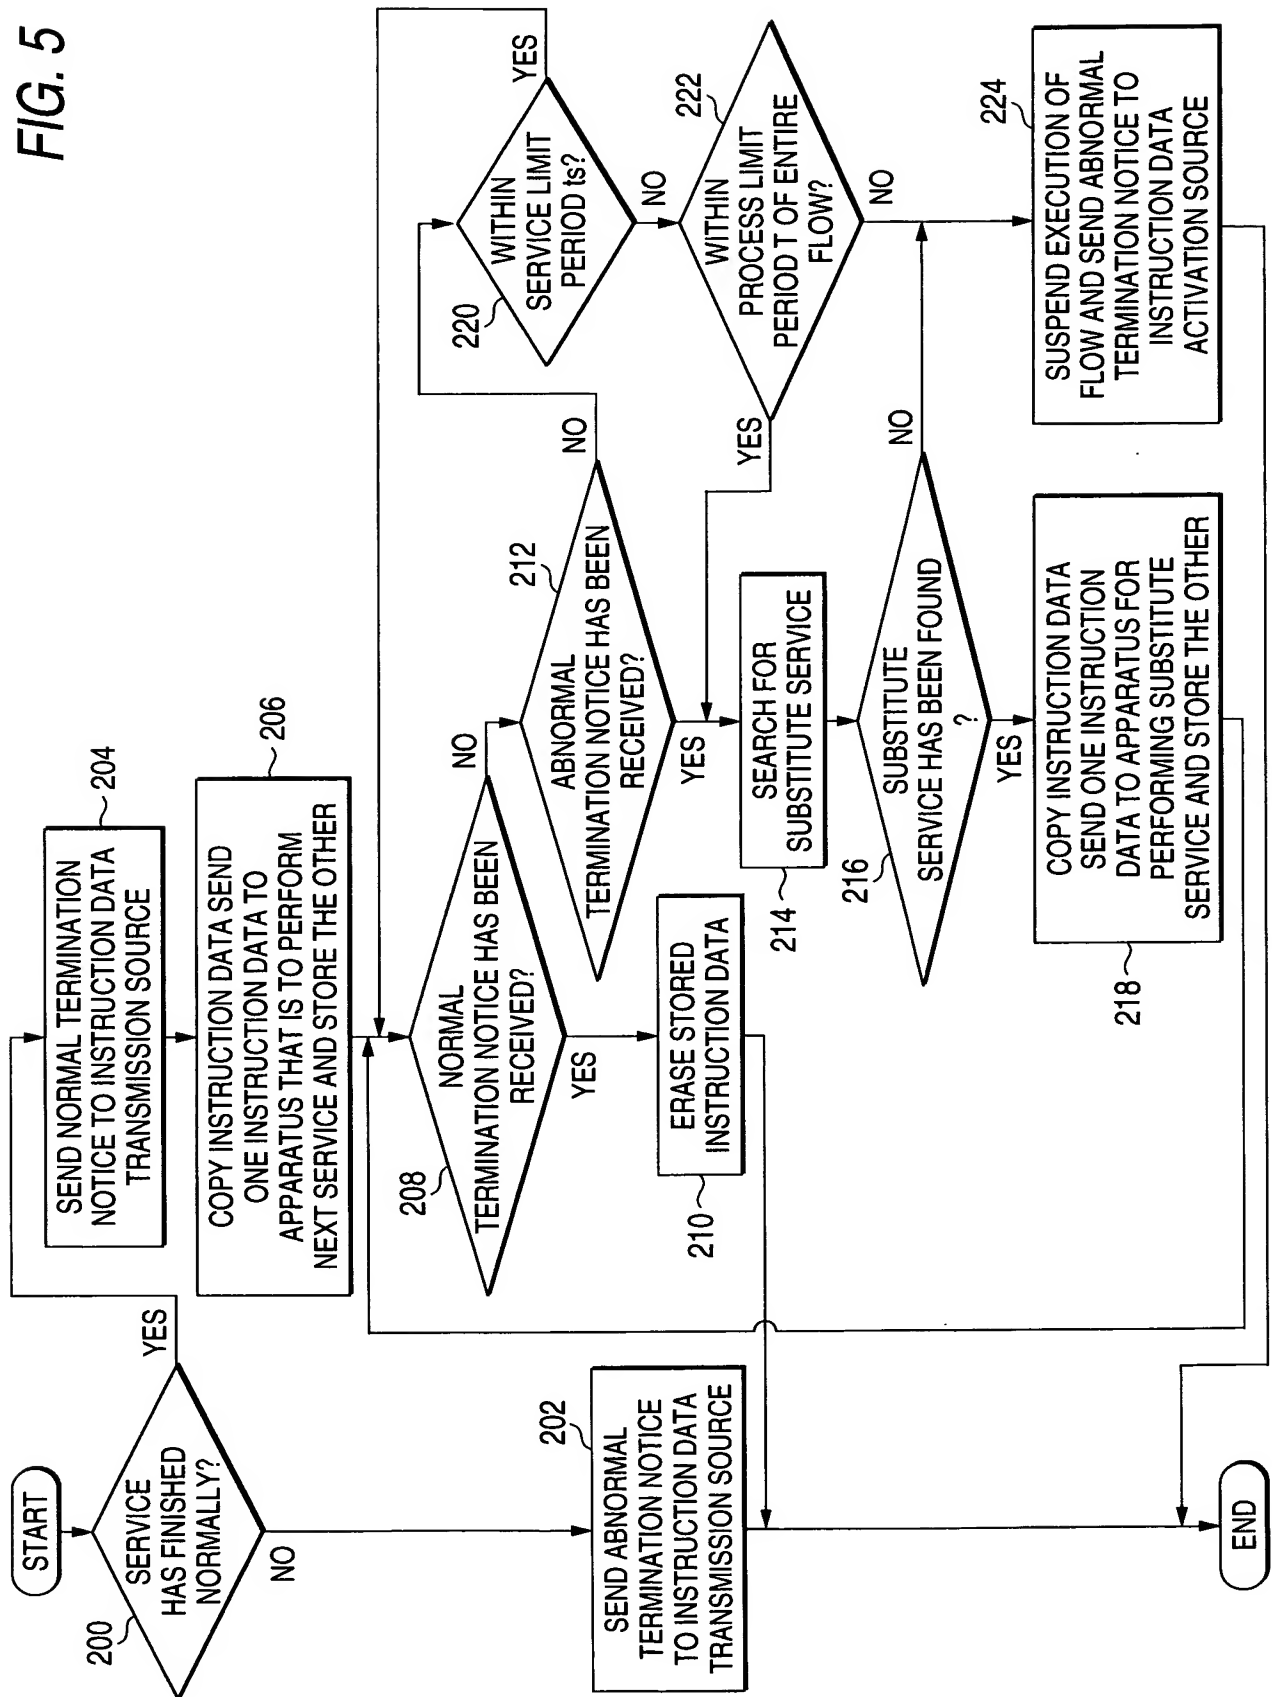 FIG. 5
START
200
SERVICE
HAS FINISHED
NORMALLY?
YES
NO
202
SEND ABNORMAL
TERMINATION NOTICE
TO INSTRUCTION DATA
TRANSMISSION SOURCE
204
SEND NORMAL TERMINATION
NOTICE TO INSTRUCTION DATA
TRANSMISSION SOURCE
206
COPY INSTRUCTION DATA SEND
ONE INSTRUCTION DATA TO
APPARATUS THAT IS TO PERFORM
NEXT SERVICE AND STORE THE OTHER
208
NORMAL
TERMINATION NOTICE HAS BEEN
RECEIVED?
NO
YES
210
ERASE STORED
INSTRUCTION DATA
212
ABNORMAL
TERMINATION NOTICE HAS BEEN
RECEIVED?
NO
YES
214
SEARCH FOR
SUBSTITUTE SERVICE
216
SUBSTITUTE
SERVICE HAS BEEN FOUND
?
NO
YES
218
COPY INSTRUCTION DATA
SEND ONE INSTRUCTION
DATA TO APPARATUS FOR
PERFORMING SUBSTITUTE
SERVICE AND STORE THE OTHER
220
WITHIN
SERVICE LIMIT
PERIOD ts?
YES
NO
222
WITHIN
PROCESS LIMIT
PERIOD T OF ENTIRE
FLOW?
YES
NO
224
SUSPEND EXECUTION OF
FLOW AND SEND ABNORMAL
TERMINATION NOTICE TO
INSTRUCTION DATA
ACTIVATION SOURCE
END